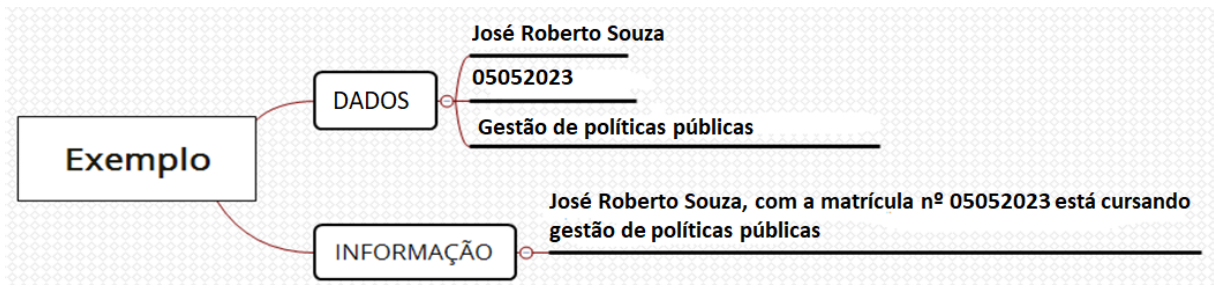 José Roberto Souza
05052023
DADOS
Gestão de políticas públicas
Exemplo
José Roberto Souza, com a matrícula nº 05052023 está cursando
gestão de políticas públicas
INFORMAÇÃO